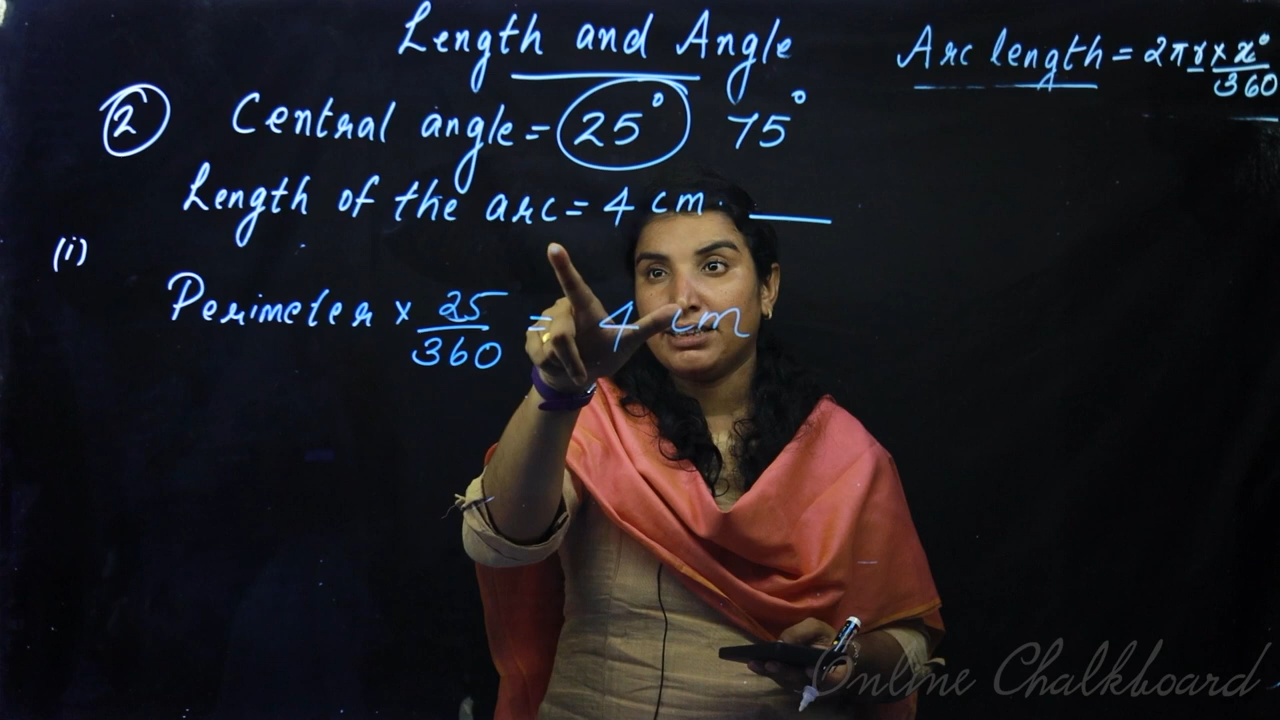 Length and Angle
Arc length = 2πr × x°/360
② Central angle = 25° 75°
Length of the arc = 4 cm. ____
(i)
Perimeter × 25/360 = 4 cm
Online Chalkboard